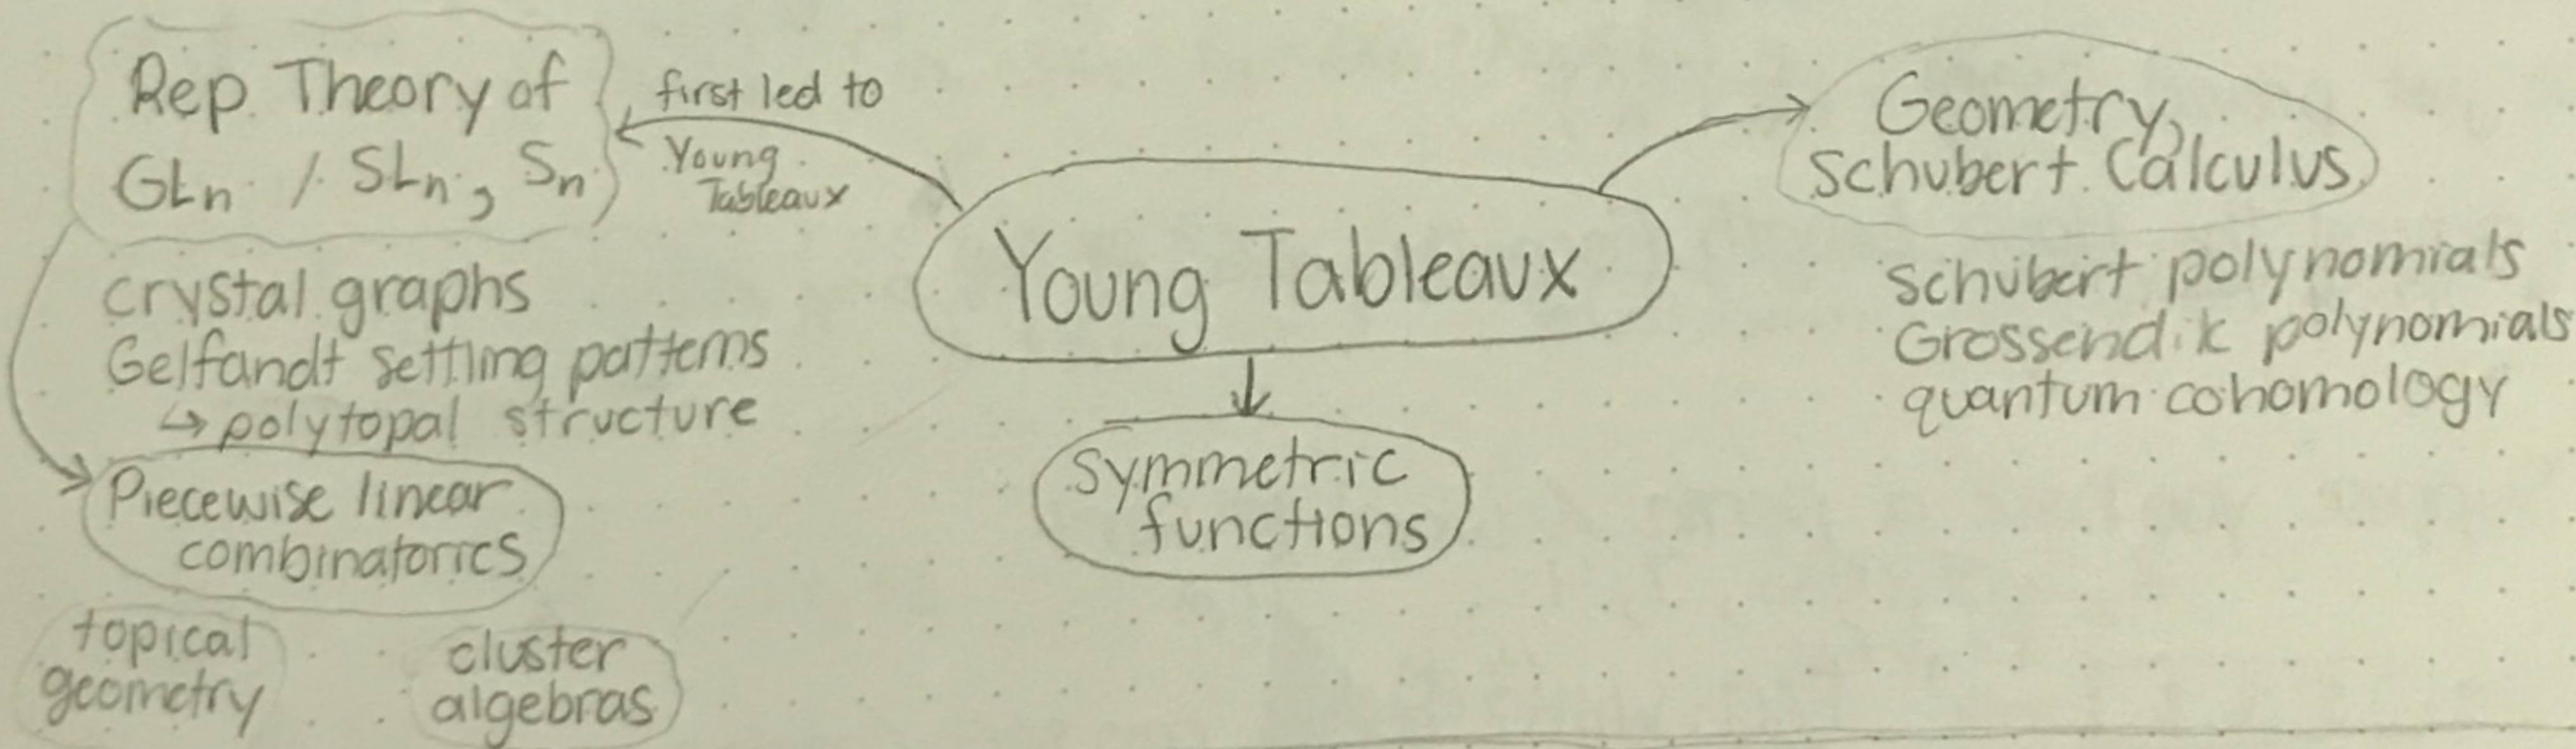 Rep Theory of
GLn / SLn, Sn
first led to
Young
Tableaux
Young Tableaux
Geometry,
Schubert Calculus
crystal graphs
Gelfandt settling patterns
↳ polytopal structure
Schubert polynomials
Grossendik polynomials
quantum cohomology
Symmetric
functions
Piecewise linear
combinatorics
topical
geometry
cluster
algebras